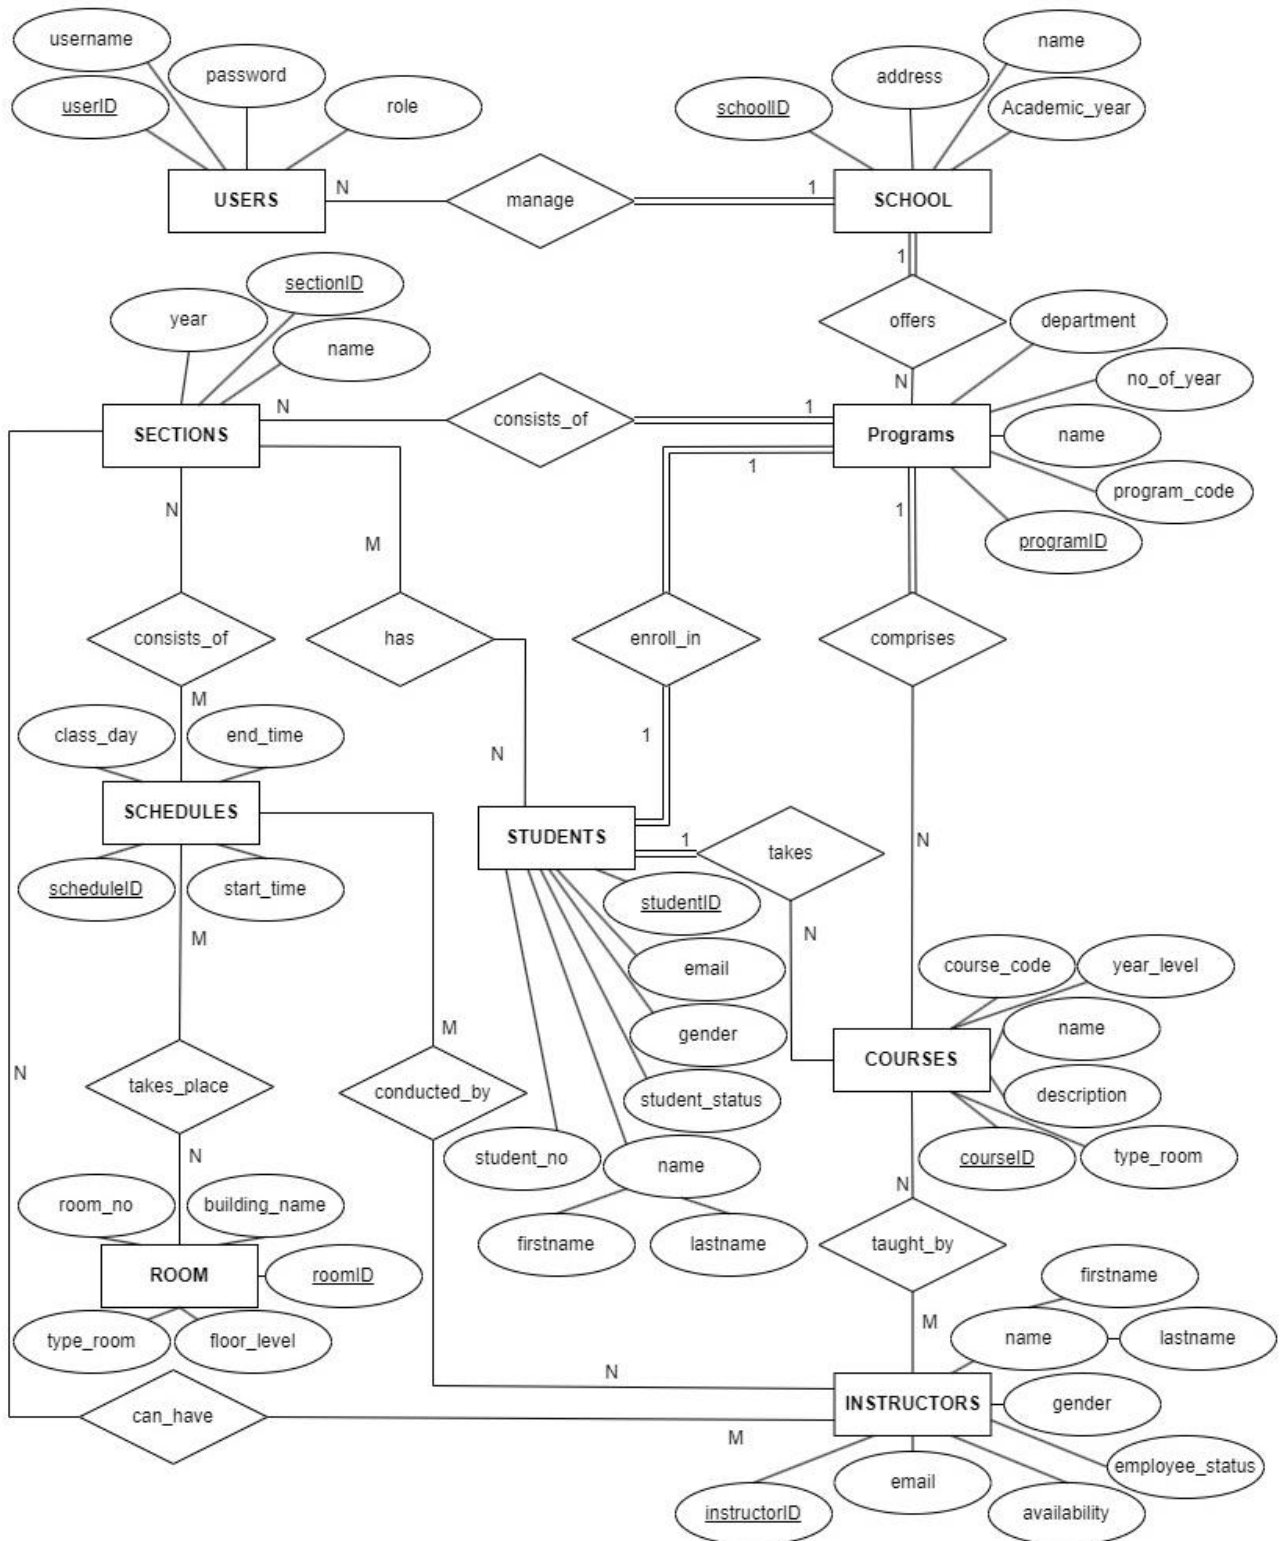 username
name
password
address
userID
role
schoolID
Academic_year
USERS
N
manage
1
SCHOOL
1
sectionID
year
offers
department
name
N
no_of_year
N
consists_of
1
SECTIONS
Programs
name
1
program_code
N
1
programID
M
consists_of
has
enroll_in
comprises
M
class_day
end_time
1
N
SCHEDULES
STUDENTS
1
takes
N
scheduleID
start_time
studentID
M
N
email
course_code
year_level
gender
name
M
COURSES
N
takes_place
conducted_by
student_status
description
N
student_no
name
courseID
type_room
N
room_no
building_name
firstname
lastname
taught_by
ROOM
roomID
firstname
M
type_room
floor_level
name
lastname
N
INSTRUCTORS
gender
can_have
M
employee_status
email
instructorID
availability